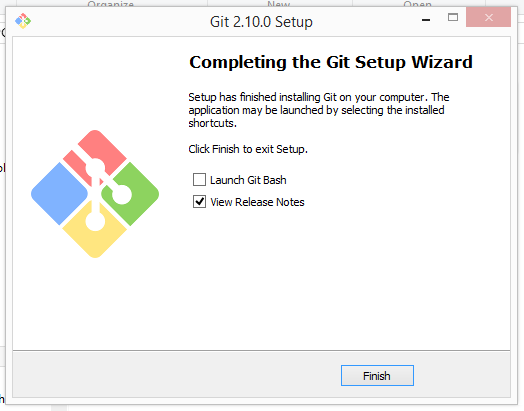 Organize New Open
Git 2.10.0 Setup
Completing the Git Setup Wizard
Setup has finished installing Git on your computer. The
application may be launched by selecting the installed
shortcuts.
Click Finish to exit Setup.
Launch Git Bash
View Release Notes
Finish